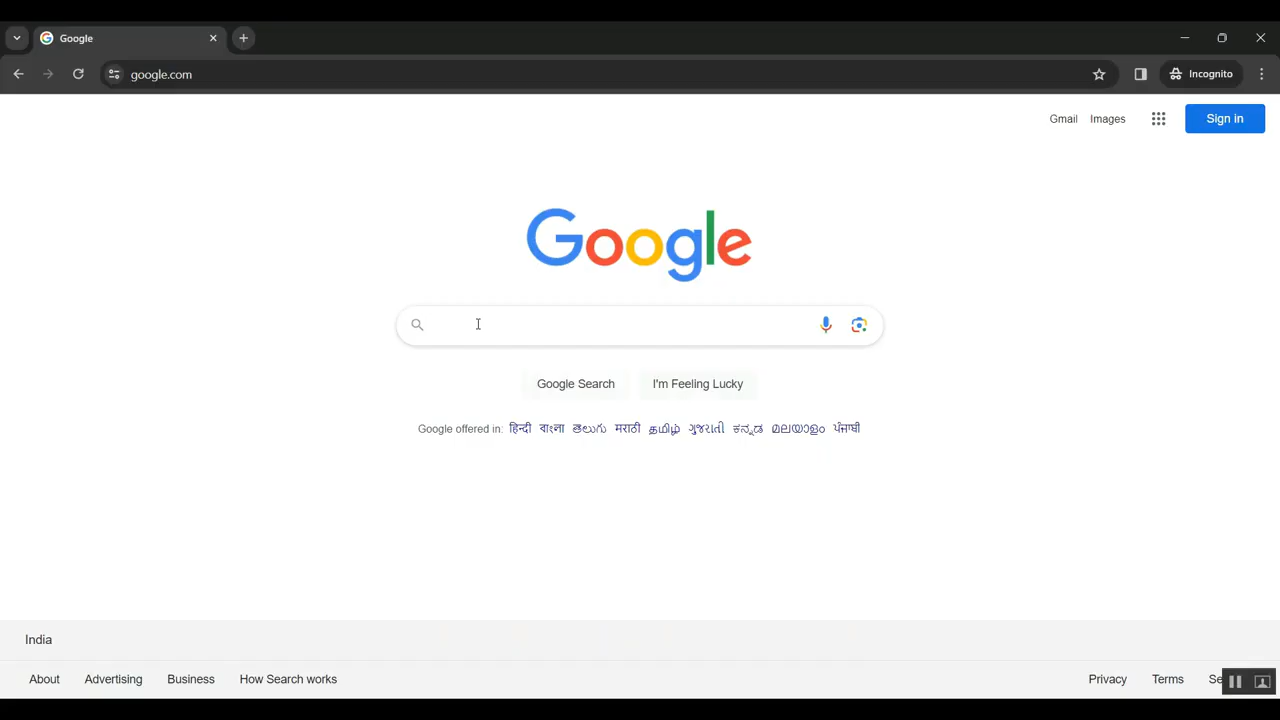 Google
google.com
Incognito
Gmail Images Sign in
Google
Google Search I'm Feeling Lucky
Google offered in: हिन्दी বাংলা తెలుగు मराठी தமிழ் ગુજરાતી ಕನ್ನಡ മലയാളം ਪੰਜਾਬੀ
India
About Advertising Business How Search works Privacy Terms Se